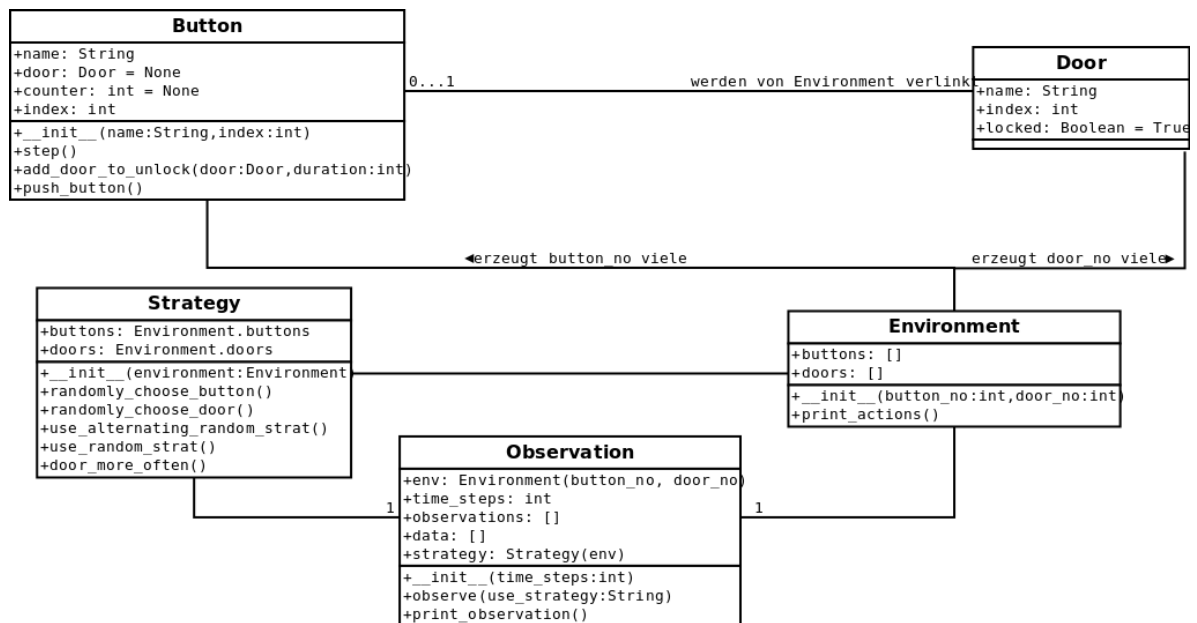 Button
+name: String
+door: Door = None
+counter: int = None
+index: int
+__init__(name:String,index:int)
+step()
+add_door_to_unlock(door:Door,duration:int)
+push_button()
0...1
werden von Environment verlinkt
Door
+name: String
+index: int
+locked: Boolean = True
◄erzeugt button_no viele
erzeugt door_no viele►
Strategy
+buttons: Environment.buttons
+doors: Environment.doors
+__init__(environment:Environment)
+randomly_choose_button()
+randomly_choose_door()
+use_alternating_random_strat()
+use_random_strat()
+door_more_often()
Environment
+buttons: []
+doors: []
+__init__(button_no:int,door_no:int)
+print_actions()
1
Observation
+env: Environment(button_no, door_no)
+time_steps: int
+observations: []
+data: []
+strategy: Strategy(env)
+__init__(time_steps:int)
+observe(use_strategy:String)
+print_observation()
1